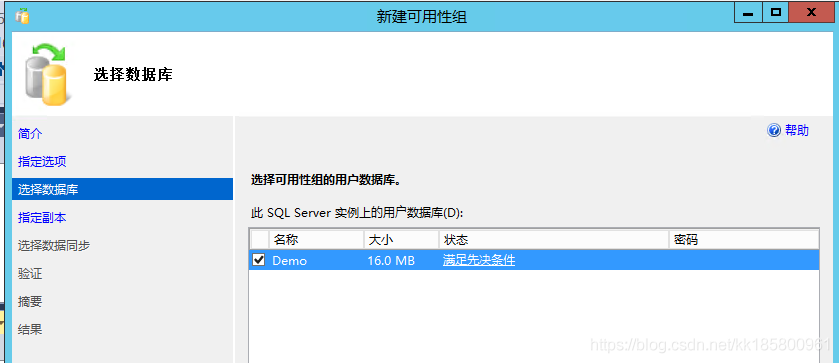 新建可用性组
选择数据库
简介
指定选项
选择数据库
指定副本
选择数据同步
验证
摘要
结果
帮助
选择可用性组的用户数据库。
此 SQL Server 实例上的用户数据库(D):
名称 大小 状态 密码
Demo 16.0 MB 满足先决条件
https://blog.csdn.net/kk185800961